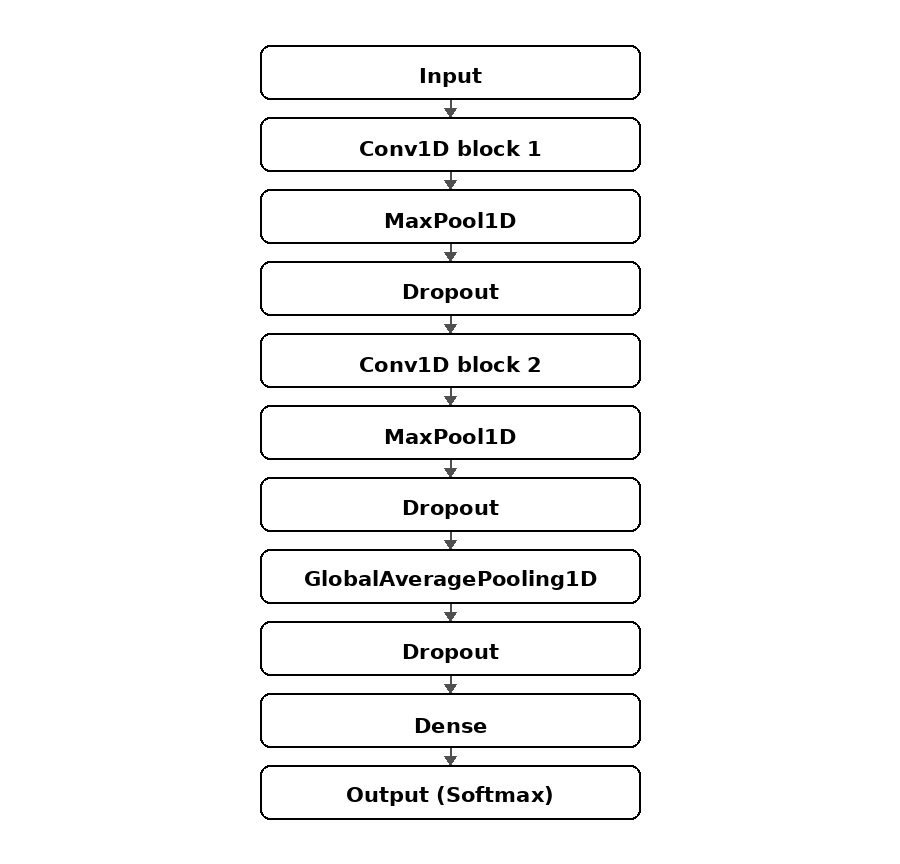 Input
Conv1D block 1
MaxPool1D
Dropout
Conv1D block 2
MaxPool1D
Dropout
GlobalAveragePooling1D
Dropout
Dense
Output (Softmax)